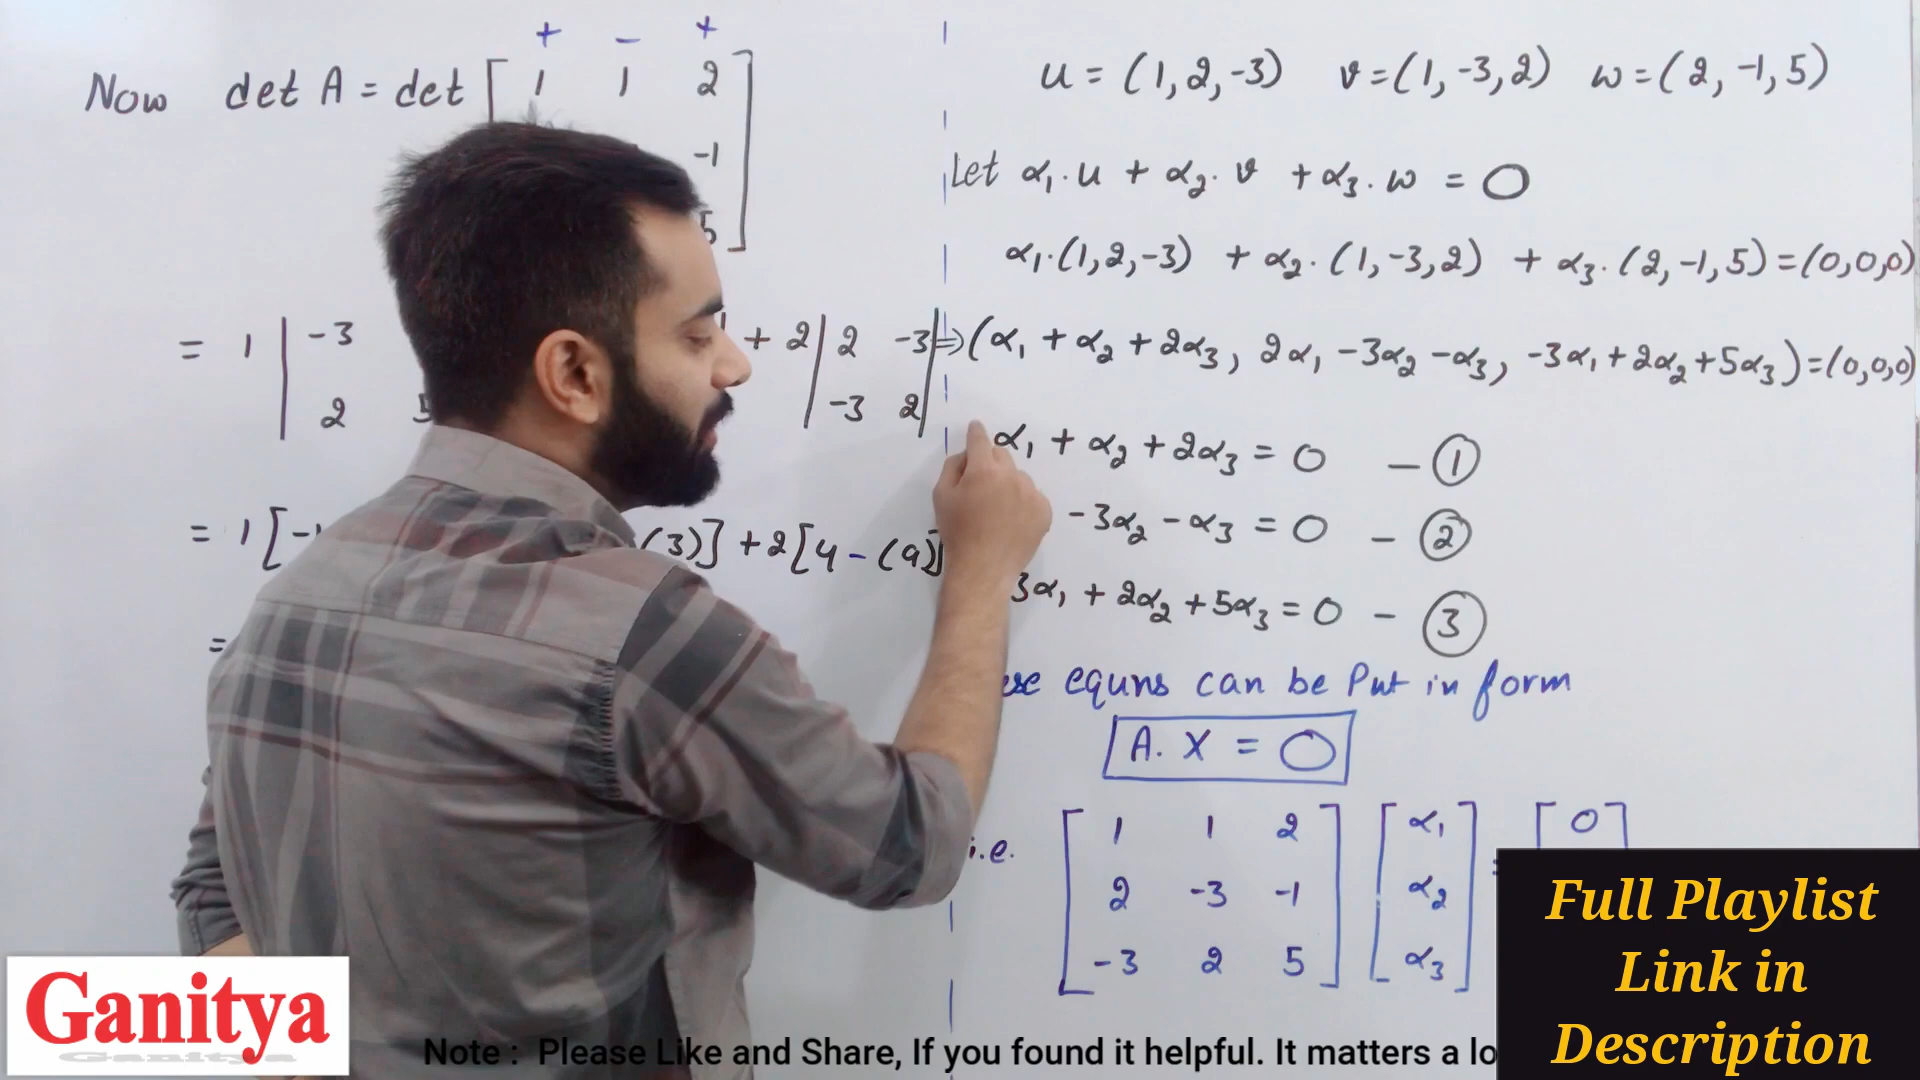 + - +
Now det A = det [ 1 1 2
-1
5 ]
= 1 | -3
2 5
+ 2 | 2 -3 |
-3 2
= 1 [-1
(3)] + 2 [4 - (9)]
=
u = (1, 2, -3) v = (1, -3, 2) w = (2, -1, 5)
Let α₁. u + α₂. v + α₃. w = O
α₁.(1, 2, -3) + α₂.(1, -3, 2) + α₃.(2, -1, 5) = (0, 0, 0)
⇒ (α₁ + α₂ + 2α₃, 2α₁ - 3α₂ - α₃, -3α₁ + 2α₂ + 5α₃) = (0, 0, 0)
α₁ + α₂ + 2α₃ = 0 - ①
-3α₂ - α₃ = 0 - ②
3α₁ + 2α₂ + 5α₃ = 0 - ③
equns can be Put in form
A. X = O
i.e. [ 1 1 2 ] [ α₁ ] = [ 0 ]
2 -3 -1 α₂
-3 2 5 α₃
Full Playlist
Link in
Description
Ganitya
Note : Please Like and Share, If you found it helpful. It matters a lo